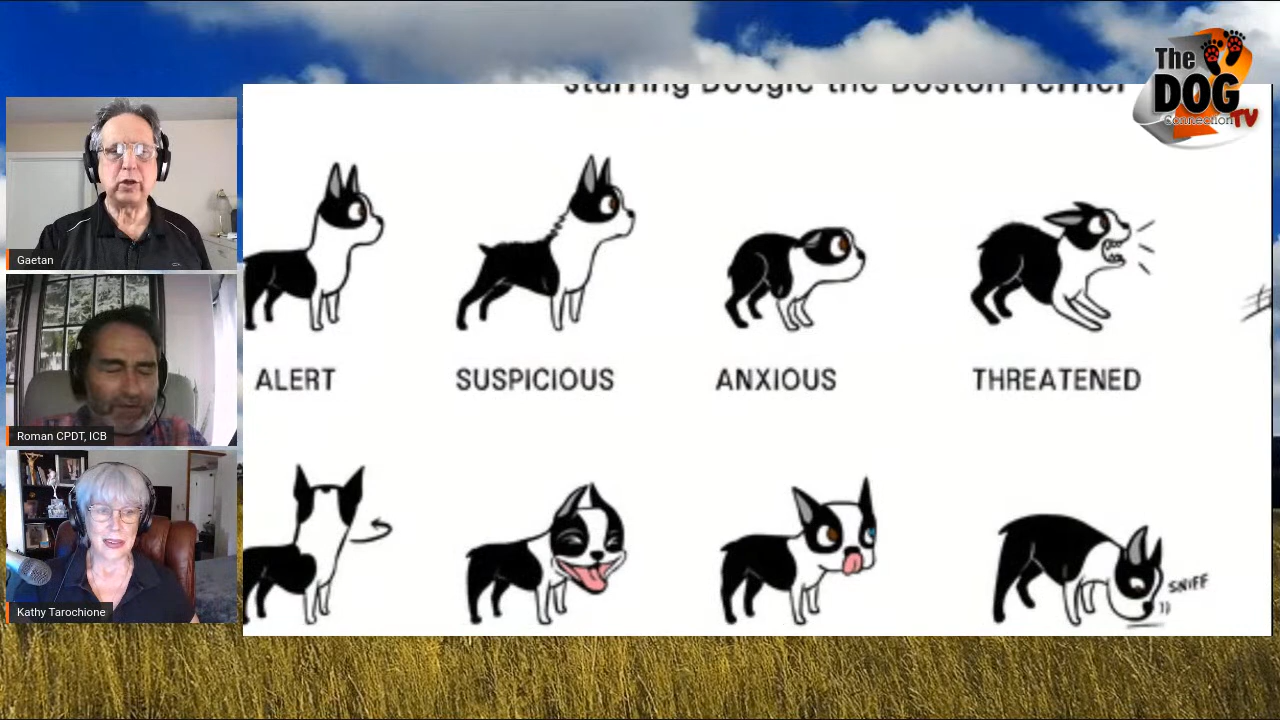 starring Boogie the Boston Terrier
The
DOG
Connection TV
Gaetan
Roman CPDT, ICB
Kathy Tarochione
ALERT
SUSPICIOUS
ANXIOUS
THREATENED
SNIFF